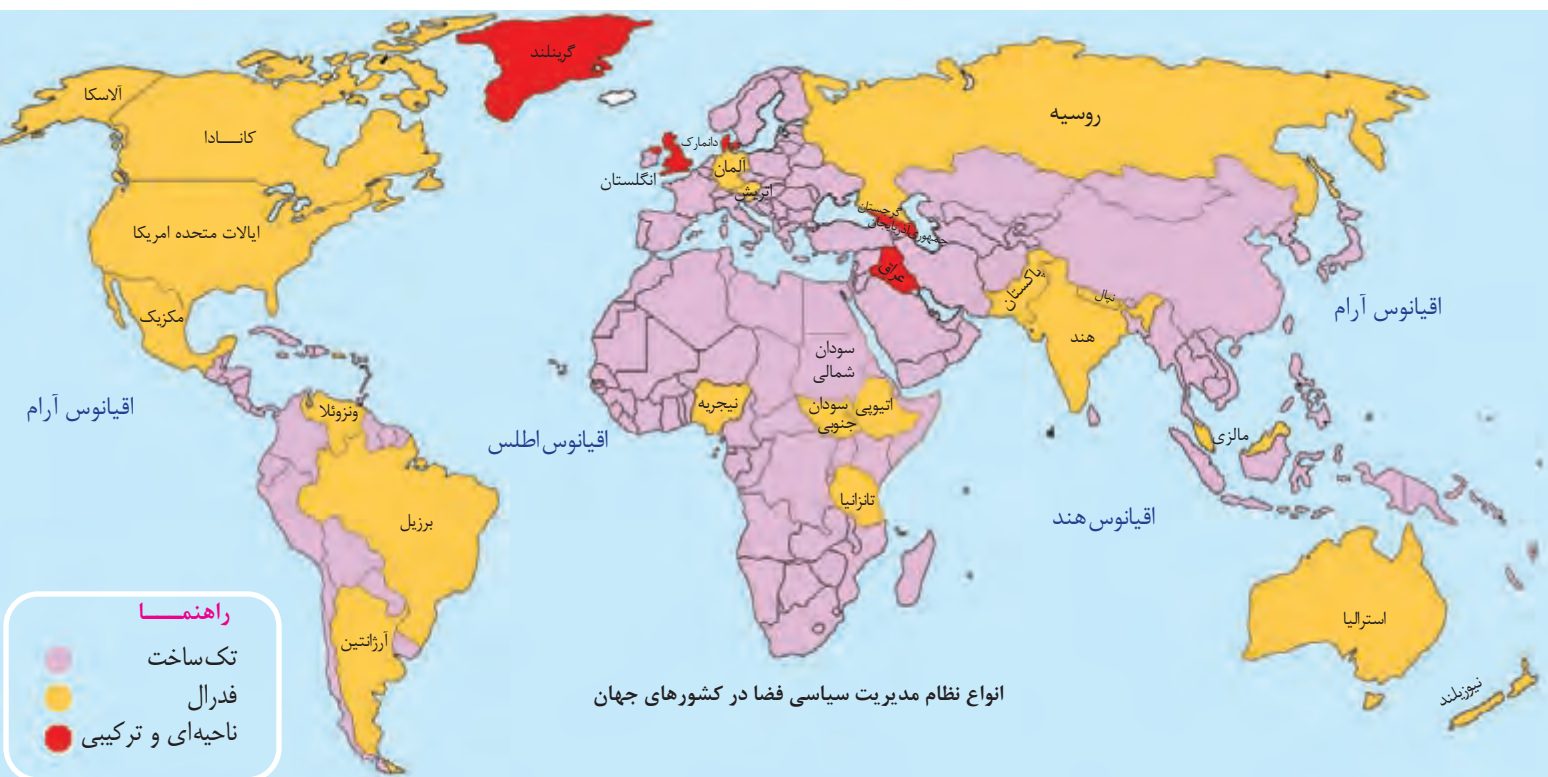 گرینلند
آلاسکا
کانـــادا
ایالات متحده امریکا
مکزیک
ونزوئلا
برزیل
آرژانتین
اقیانوس آرام
اقیانوس اطلس
دانمارک
انگلستان
آلمان
اتریش
روسیه
گرجستان
جمهوری آذربایجان
عراق
پاکستان
نپال
هند
سودان
شمالی
نیجریه
سودان
جنوبی
اتیوپی
تانزانیا
مالزی
اقیانوس آرام
اقیانوس هند
استرالیا
نیوزیلند
راهنمـــــا
تک‌ساخت
فدرال
ناحیه‌ای و ترکیبی
انواع نظام مدیریت سیاسی فضا در کشورهای جهان